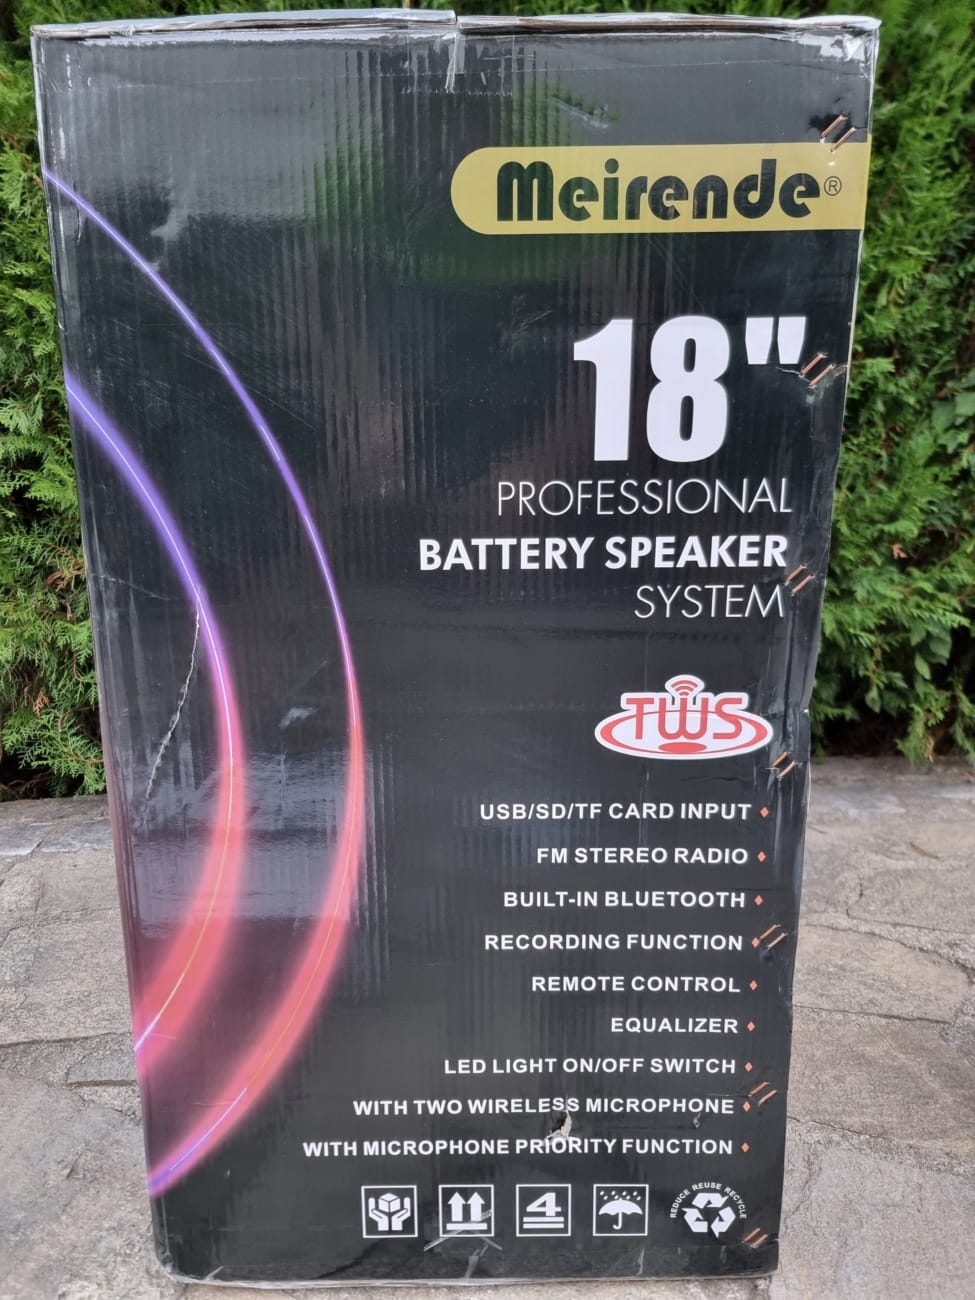 Meirende®
18"
PROFESSIONAL
BATTERY SPEAKER
SYSTEM
TWS
USB/SD/TF CARD INPUT
FM STEREO RADIO
BUILT-IN BLUETOOTH
RECORDING FUNCTION
REMOTE CONTROL
EQUALIZER
LED LIGHT ON/OFF SWITCH
WITH TWO WIRELESS MICROPHONE
WITH MICROPHONE PRIORITY FUNCTION
4
REDUCE REUSE RECYCLE